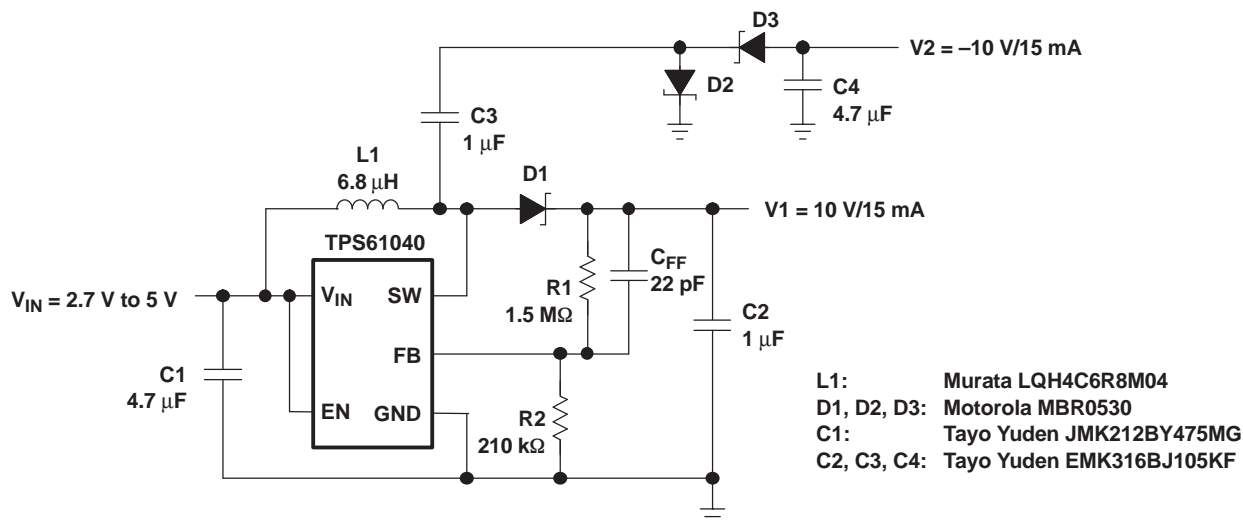 D3
V2 = –10 V/15 mA
D2
C4
4.7 µF
C3
1 µF
L1
6.8 µH
D1
V1 = 10 V/15 mA
TPS61040
CFF
22 pF
VIN = 2.7 V to 5 V
VIN
SW
R1
1.5 MΩ
C2
1 µF
FB
C1
4.7 µF
EN
GND
R2
210 kΩ
L1: Murata LQH4C6R8M04
D1, D2, D3: Motorola MBR0530
C1: Tayo Yuden JMK212BY475MG
C2, C3, C4: Tayo Yuden EMK316BJ105KF